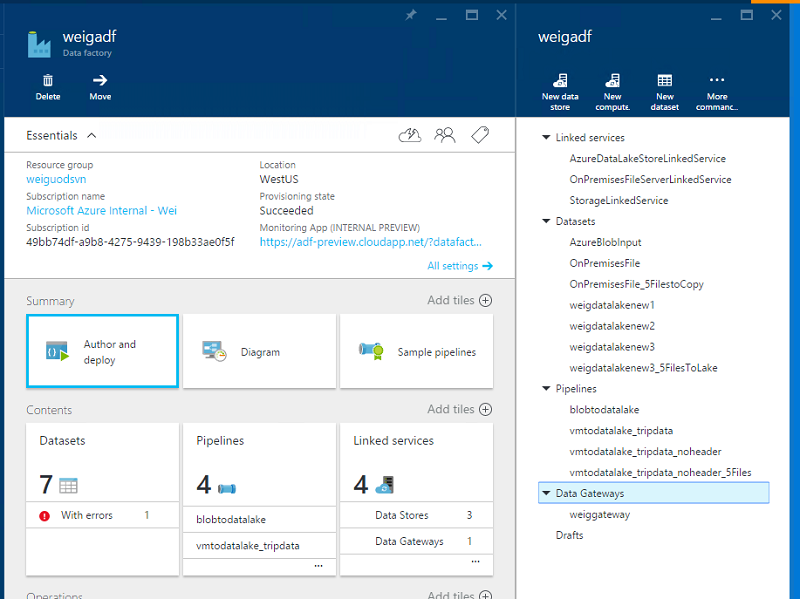 weigadf
Data factory
Delete
Move
Essentials
Resource group
weiguodsvn
Location
WestUS
Subscription name
Microsoft Azure Internal - Wei
Provisioning state
Succeeded
Subscription id
49bb74df-a9b8-4275-9439-198b33ae0f5f
Monitoring App (INTERNAL PREVIEW)
https://adf-preview.cloudapp.net/?datafact...
All settings
Summary
Add tiles
Author and
deploy
Diagram
Sample pipelines
Contents
Add tiles
Datasets
7
With errors 1
Pipelines
4
blobtodatalake
vmtodatalake_tripdata
...
Linked services
4
Data Stores 3
Data Gateways 1
...
Operations
Add tiles
weigadf
New data
store
New
compute.
New
dataset
More
commanc..
Linked services
AzureDataLakeStoreLinkedService
OnPremisesFileServerLinkedService
StorageLinkedService
Datasets
AzureBlobInput
OnPremisesFile
OnPremisesFile_5FilestoCopy
weigdatalakenew1
weigdatalakenew2
weigdatalakenew3
weigdatalakenew3_5FilesToLake
Pipelines
blobtodatalake
vmtodatalake_tripdata
vmtodatalake_tripdata_noheader
vmtodatalake_tripdata_noheader_5Files
Data Gateways
weiggateway
Drafts